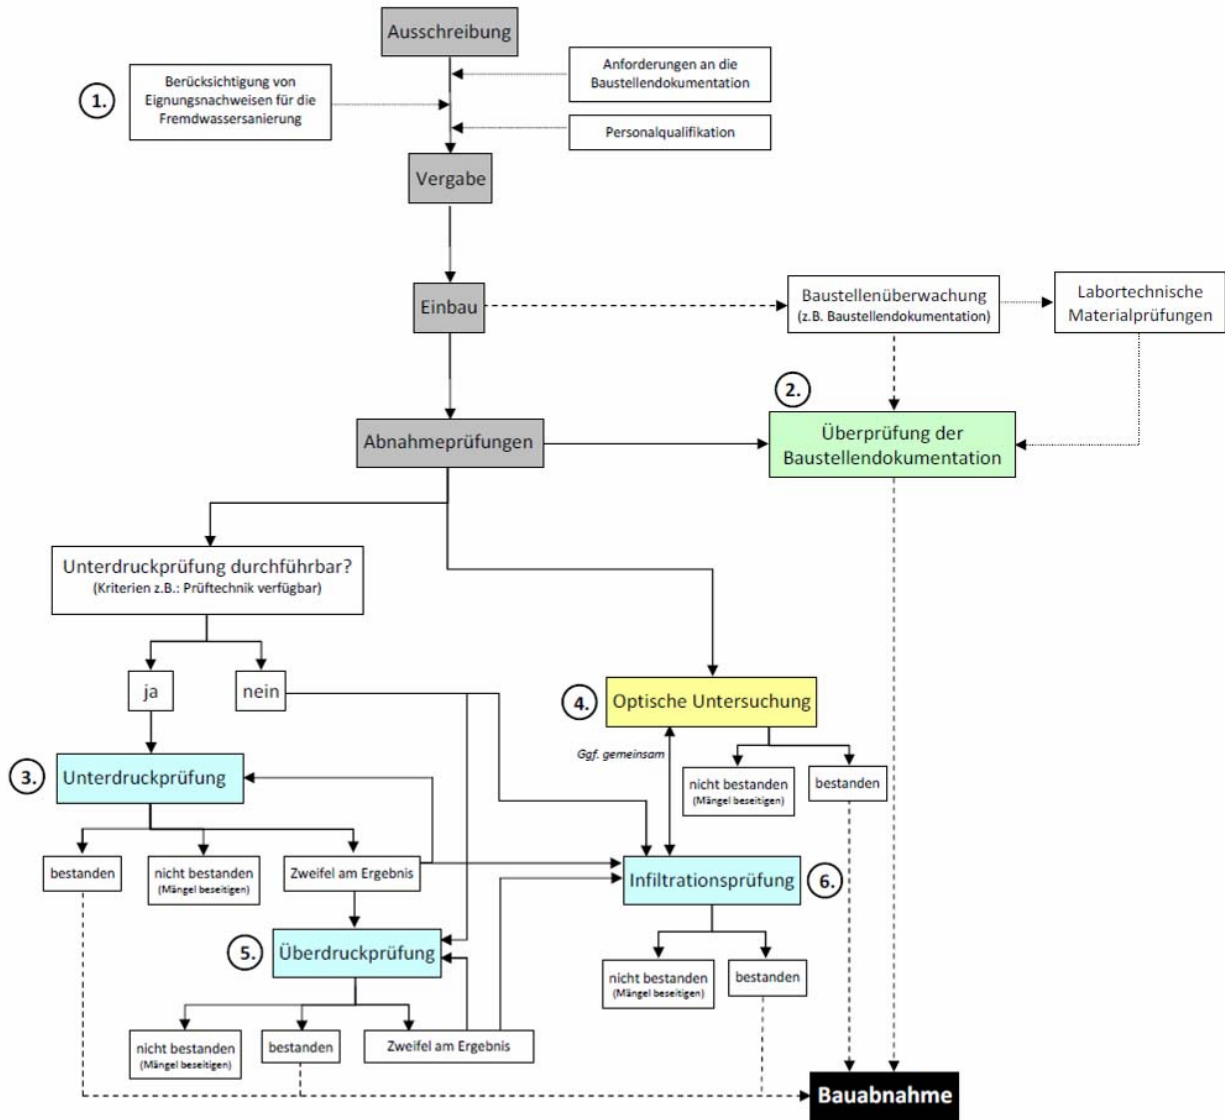 Ausschreibung
1.
Berücksichtigung von
Eignungsnachweisen für die
Fremdwassersanierung
Anforderungen an die
Baustellendokumentation
Personalqualifikation
Vergabe
Einbau
Baustellenüberwachung
(z.B. Baustellendokumentation)
Labortechnische
Materialprüfungen
2.
Abnahmeprüfungen
Überprüfung der
Baustellendokumentation
Unterdruckprüfung durchführbar?
(Kriterien z.B.: Prüftechnik verfügbar)
ja
nein
4.
Optische Untersuchung
Ggf. gemeinsam
nicht bestanden
(Mängel beseitigen)
bestanden
3.
Unterdruckprüfung
bestanden
nicht bestanden
(Mängel beseitigen)
Zweifel am Ergebnis
Infiltrationsprüfung
6.
5.
Überdruckprüfung
nicht bestanden
(Mängel beseitigen)
bestanden
nicht bestanden
(Mängel beseitigen)
bestanden
Zweifel am Ergebnis
Bauabnahme